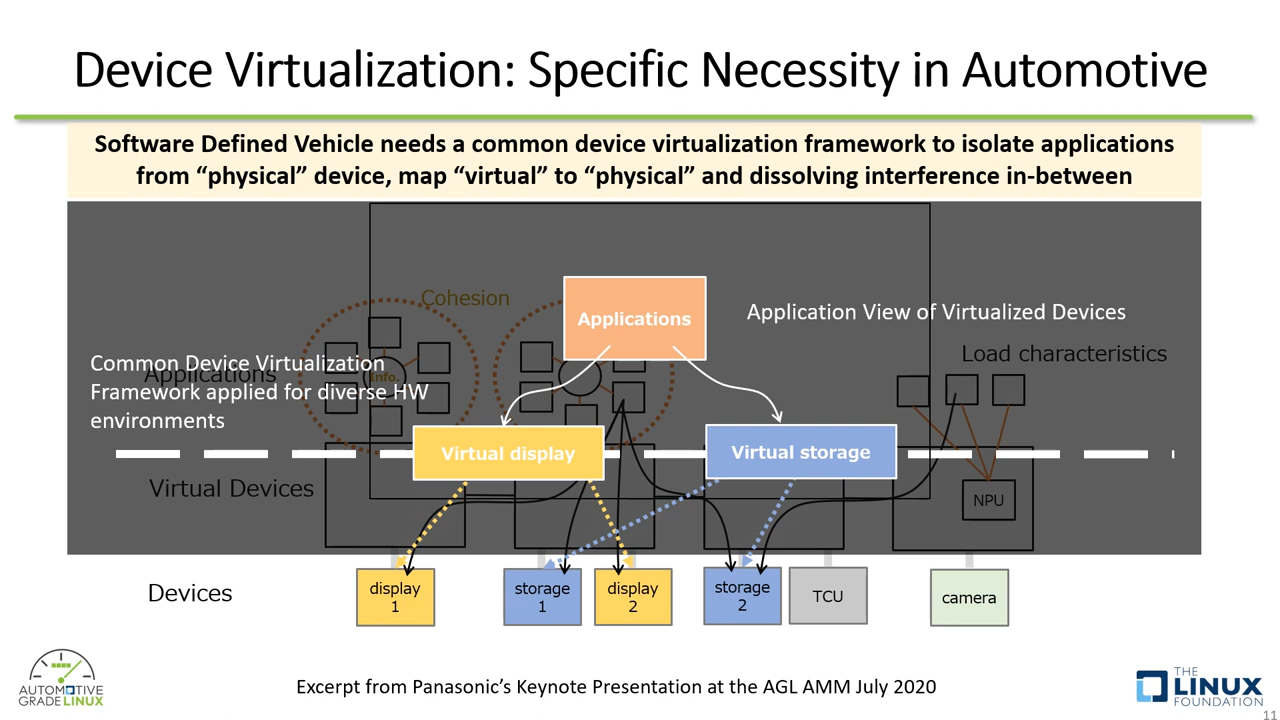 Device Virtualization: Specific Necessity in Automotive
Software Defined Vehicle needs a common device virtualization framework to isolate applications
from “physical” device, map “virtual” to “physical” and dissolving interference in-between
Cohesion
Applications
Application View of Virtualized Devices
Load characteristics
Common Device Virtualization
Framework applied for diverse HW
environments
Applications
Info.
Virtual display
Virtual storage
Virtual Devices
NPU
Devices
display
1
storage
1
display
2
storage
2
TCU
camera
AUTOMOTIVE
GRADE LINUX
Excerpt from Panasonic’s Keynote Presentation at the AGL AMM July 2020
THE
LINUX
FOUNDATION
11